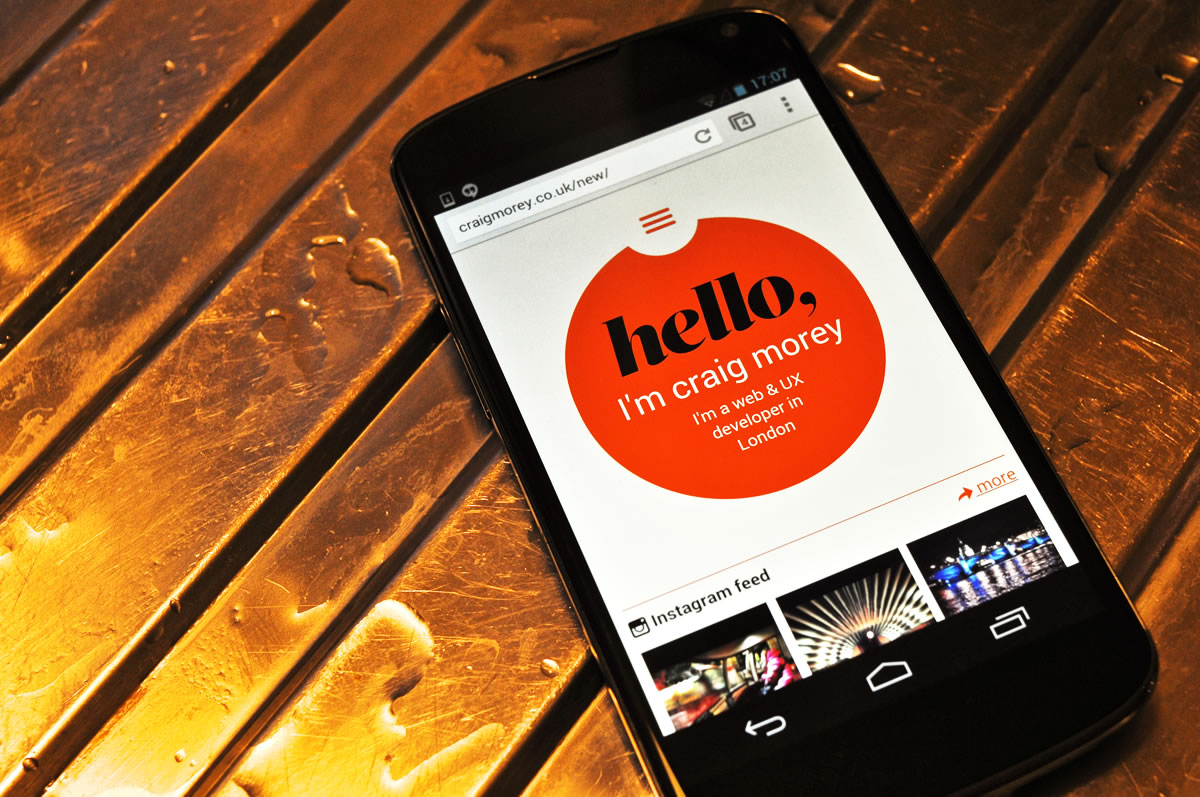 17:07
4
craigmorey.co.uk/new/
hello,
I'm craig morey
I'm a web & UX
developer in
London
more
Instagram feed